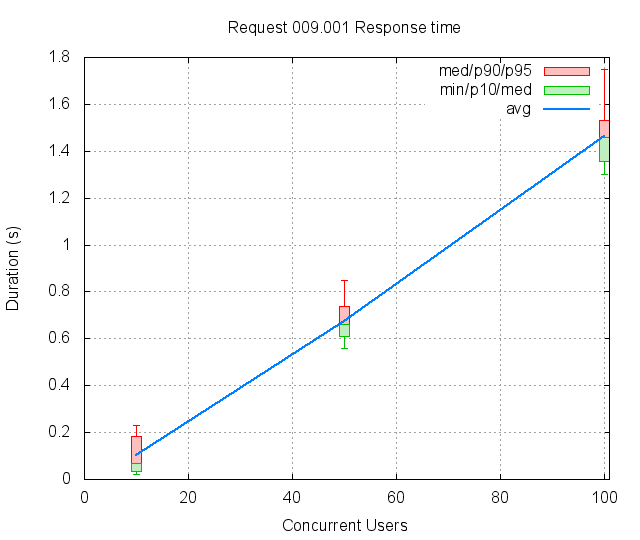 Request 009.001 Response time
1.8
1.6
1.4
1.2
1
0.8
0.6
0.4
0.2
0
Duration (s)
med/p90/p95
min/p10/med
avg
0 20 40 60 80 100
Concurrent Users